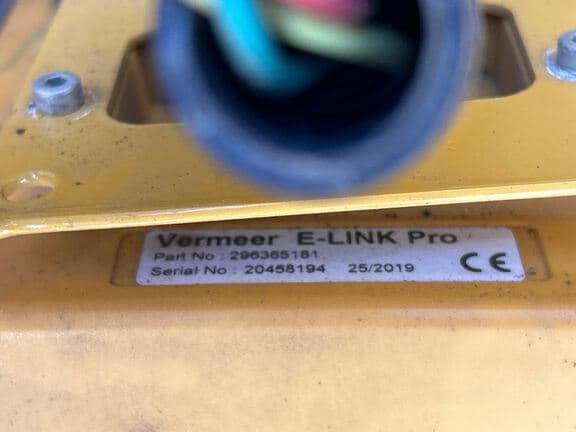 Vermeer E-LINK Pro
Part No : 296365181
Serial No : 20458194 25/2019
CE